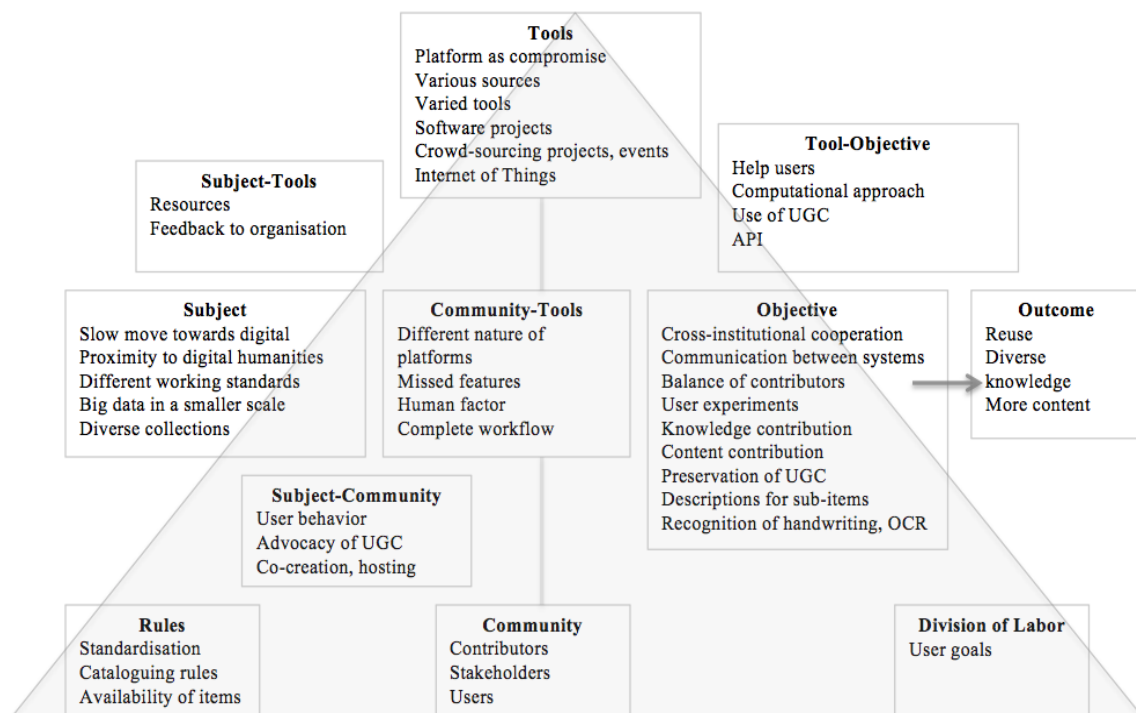 Tools
Platform as compromise
Various sources
Varied tools
Software projects
Crowd-sourcing projects, events
Internet of Things
Tool-Objective
Help users
Computational approach
Use of UGC
API
Subject-Tools
Resources
Feedback to organisation
Subject
Slow move towards digital
Proximity to digital humanities
Different working standards
Big data in a smaller scale
Diverse collections
Community-Tools
Different nature of
platforms
Missed features
Human factor
Complete workflow
Objective
Cross-institutional cooperation
Communication between systems
Balance of contributors
User experiments
Knowledge contribution
Content contribution
Preservation of UGC
Descriptions for sub-items
Recognition of handwriting, OCR
Outcome
Reuse
Diverse
knowledge
More content
Subject-Community
User behavior
Advocacy of UGC
Co-creation, hosting
Rules
Standardisation
Cataloguing rules
Availability of items
Community
Contributors
Stakeholders
Users
Division of Labor
User goals